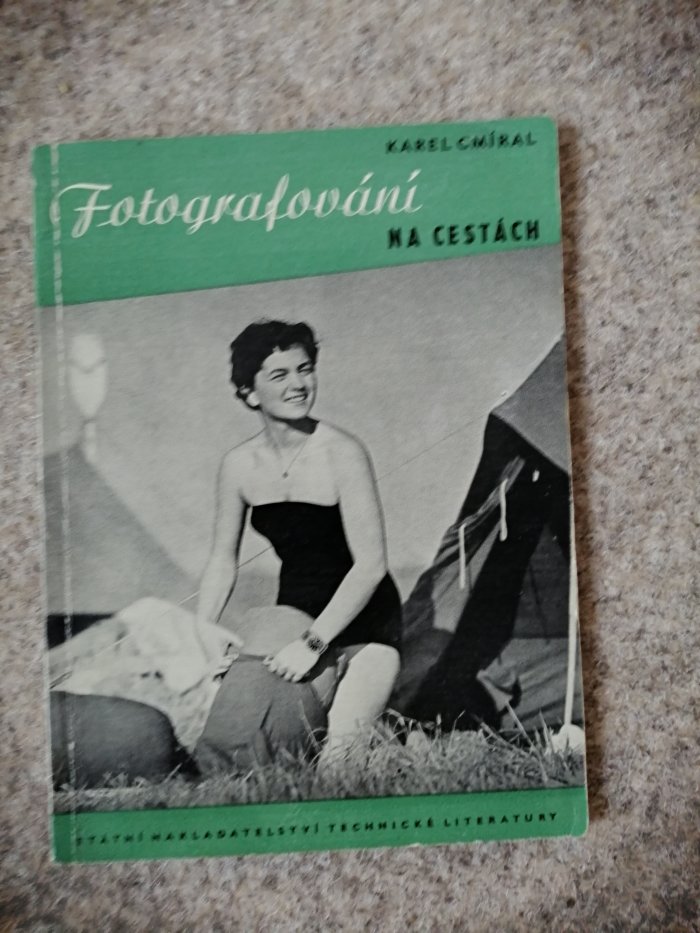 KAREL CMÍRAL
Fotografování
NA CESTÁCH
STÁTNÍ NAKLADATELSTVÍ TECHNICKÉ LITERATURY